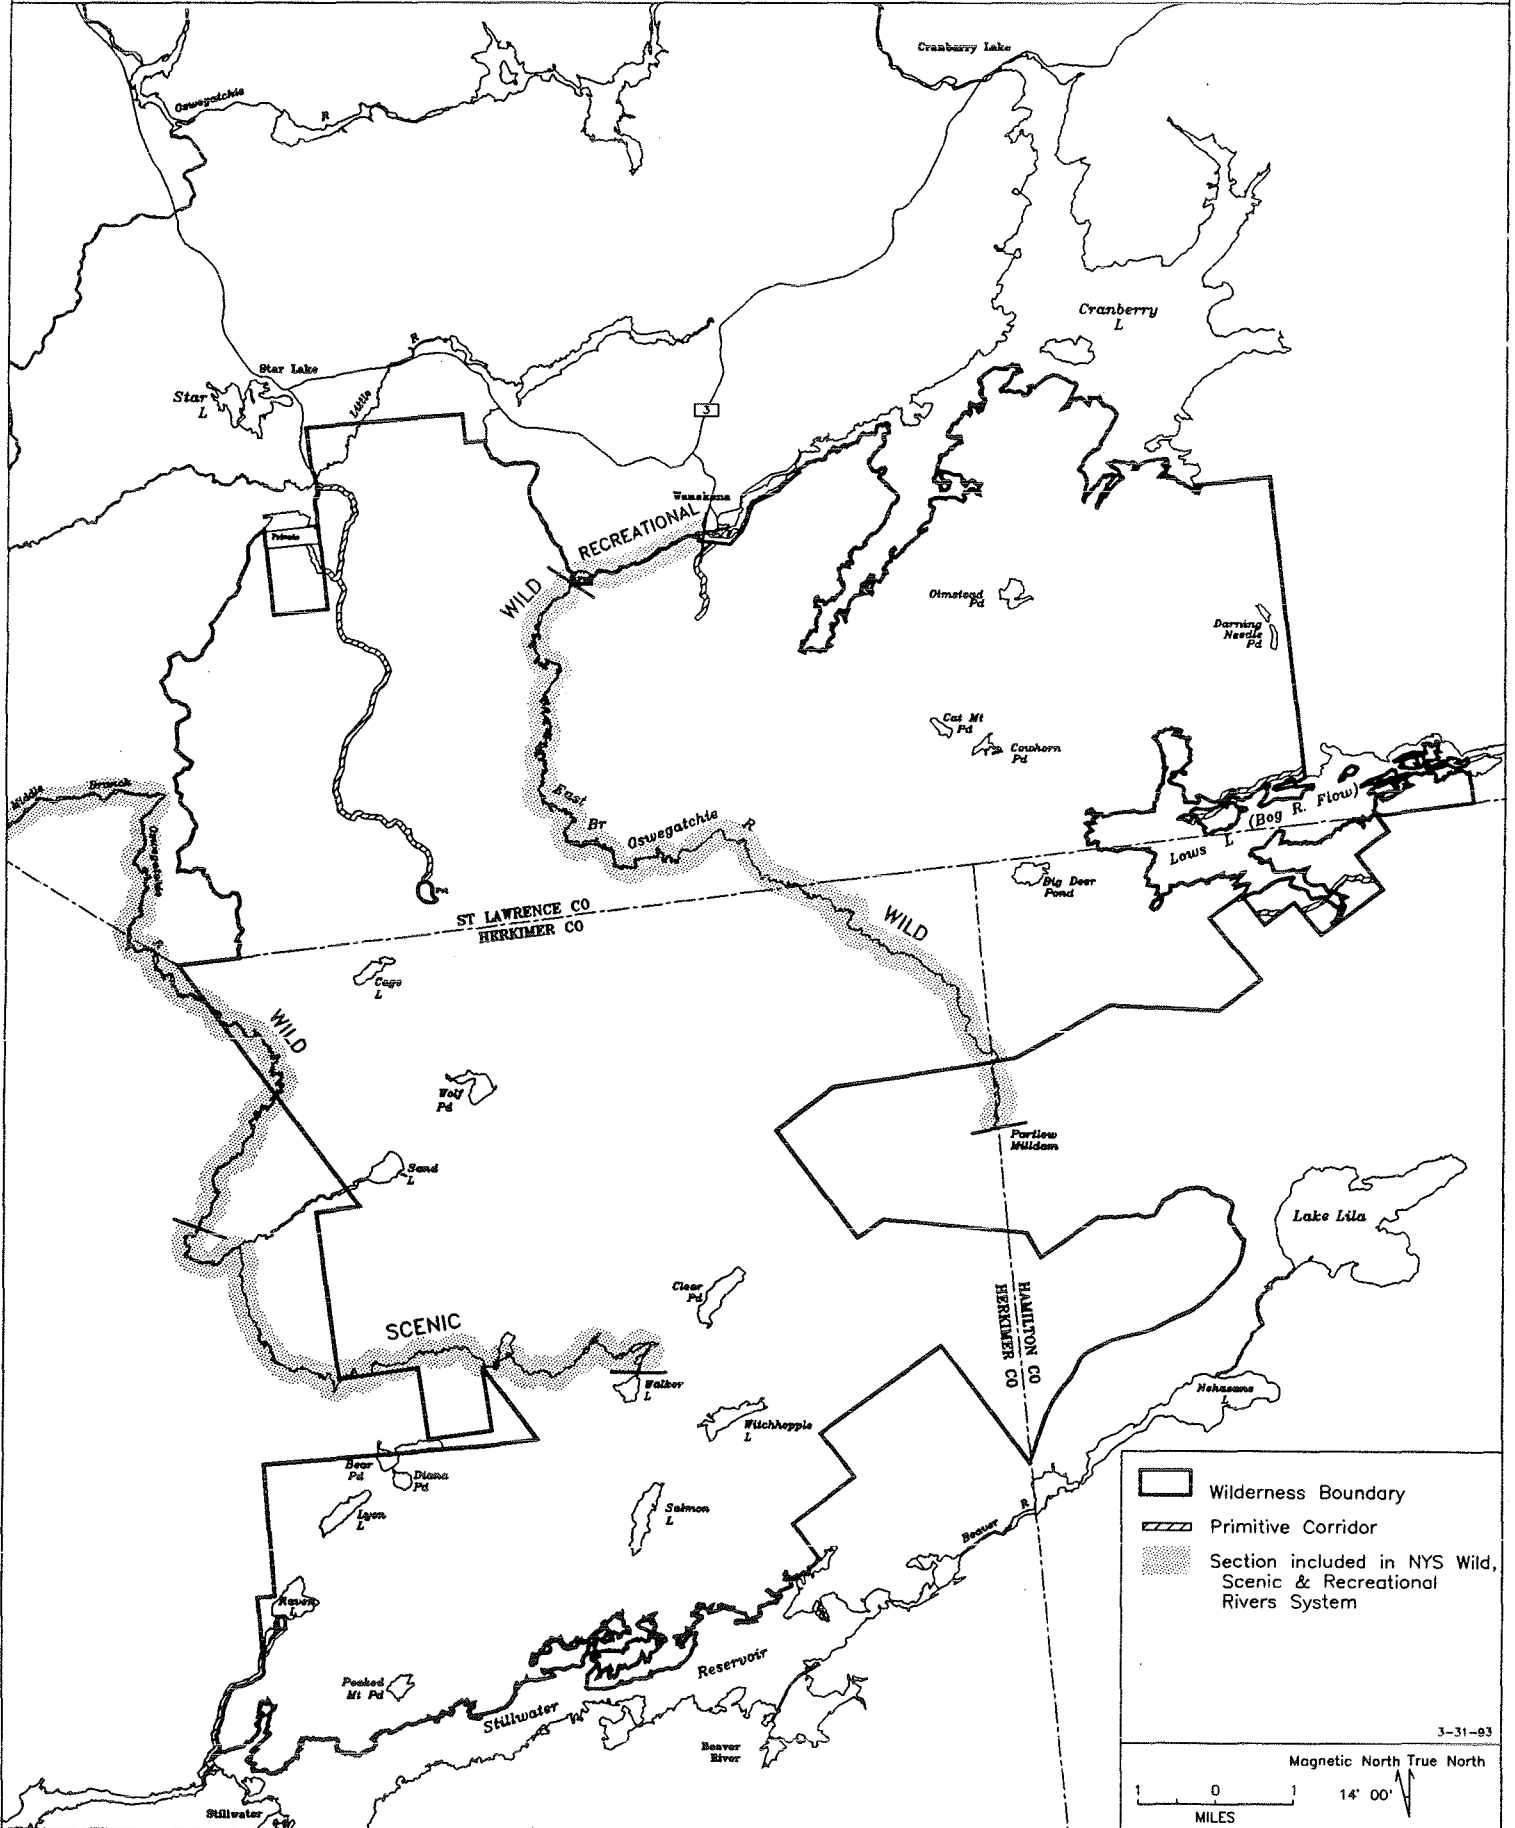 Cranberry Lake
Oswegatchie
R
Cranberry
L
Star Lake
R
Star
L
Little
3
Wanakena
RECREATIONAL
Private
WILD
Olmstead
Pd
Darning
Needle
Pd
Cat Mt
Pd
Cowhorn
Pd
Middle
Branch
Oswegatchie
R
East
Br
Oswegatchie
R
(Bog R. Flow)
Lows L
Big Deer
Pond
Pvt
ST LAWRENCE CO
HERKIMER CO
WILD
Cage
L
WILD
Wolf
Pd
Partlow
Milldam
Sand
L
Lake Lila
Clear
Pd
HAMILTON CO
HERKIMER CO
SCENIC
Walker
L
Nehasane
L
Witchhopple
L
Bear
Pd
Diana
Pd
Lyon
L
Salmon
L
Beaver
R
Raven
L
Peaked
Mt Pd
Stillwater
Reservoir
Beaver
River
Stillwater
Wilderness Boundary
Primitive Corridor
Section included in NYS Wild,
Scenic & Recreational
Rivers System
3-31-93
Magnetic North True North
14° 00'
1 0 1
MILES